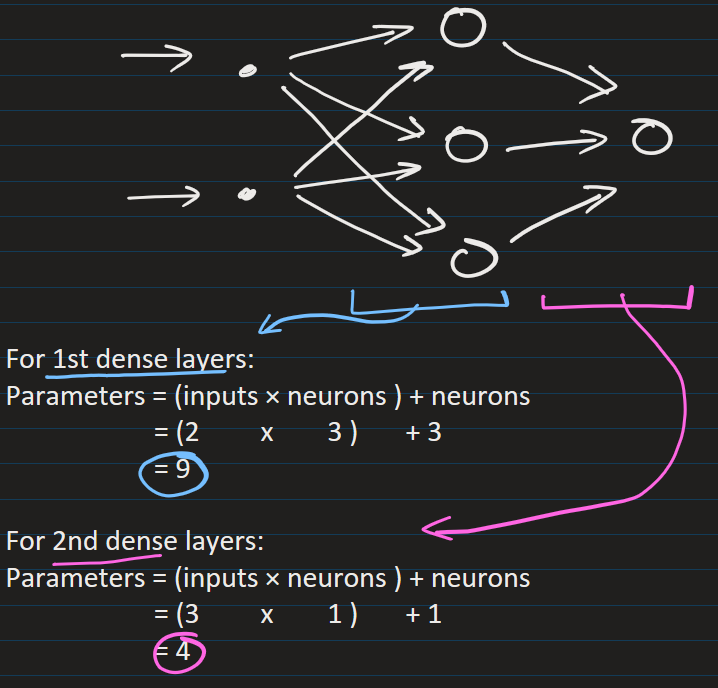 For 1st dense layers:
Parameters = (inputs × neurons ) + neurons
= (2 x 3 ) + 3
= 9
For 2nd dense layers:
Parameters = (inputs × neurons ) + neurons
= (3 x 1 ) + 1
= 4